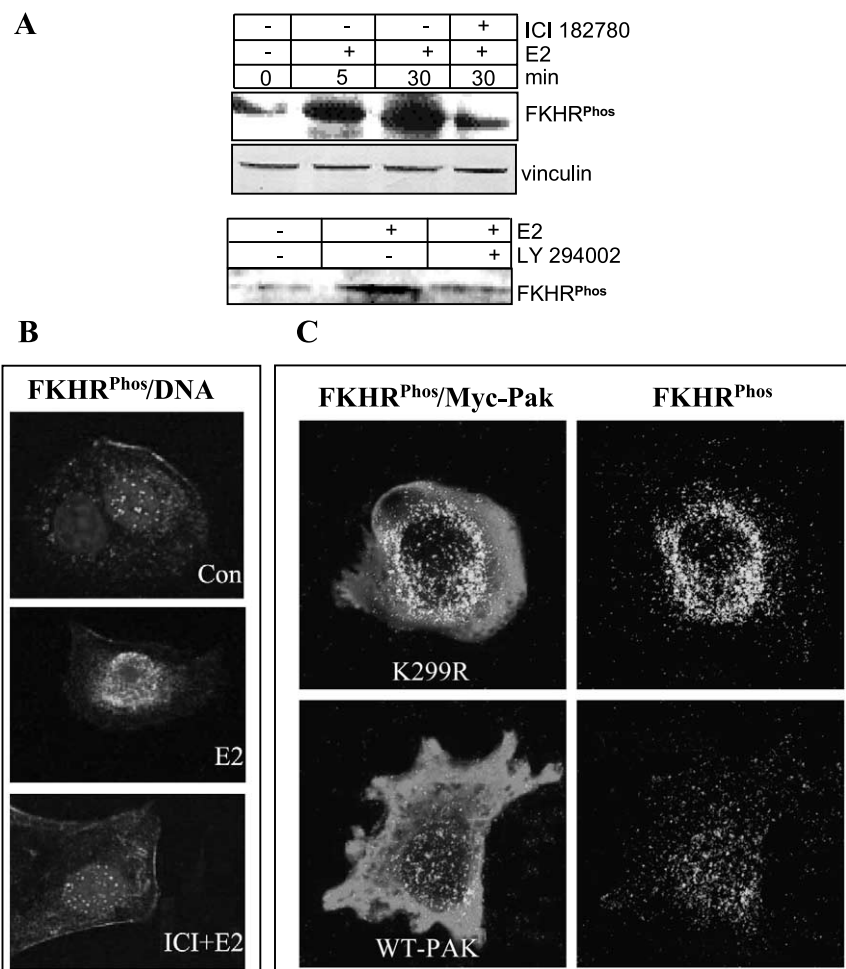 A
- - - + ICI 182780
- + + + E2
0 5 30 30 min
FKHRPhos
vinculin
- + + E2
- - + LY 294002
FKHRPhos
B
FKHRPhos/DNA
Con
E2
ICI+E2
C
FKHRPhos/Myc-Pak FKHRPhos
K299R
WT-PAK